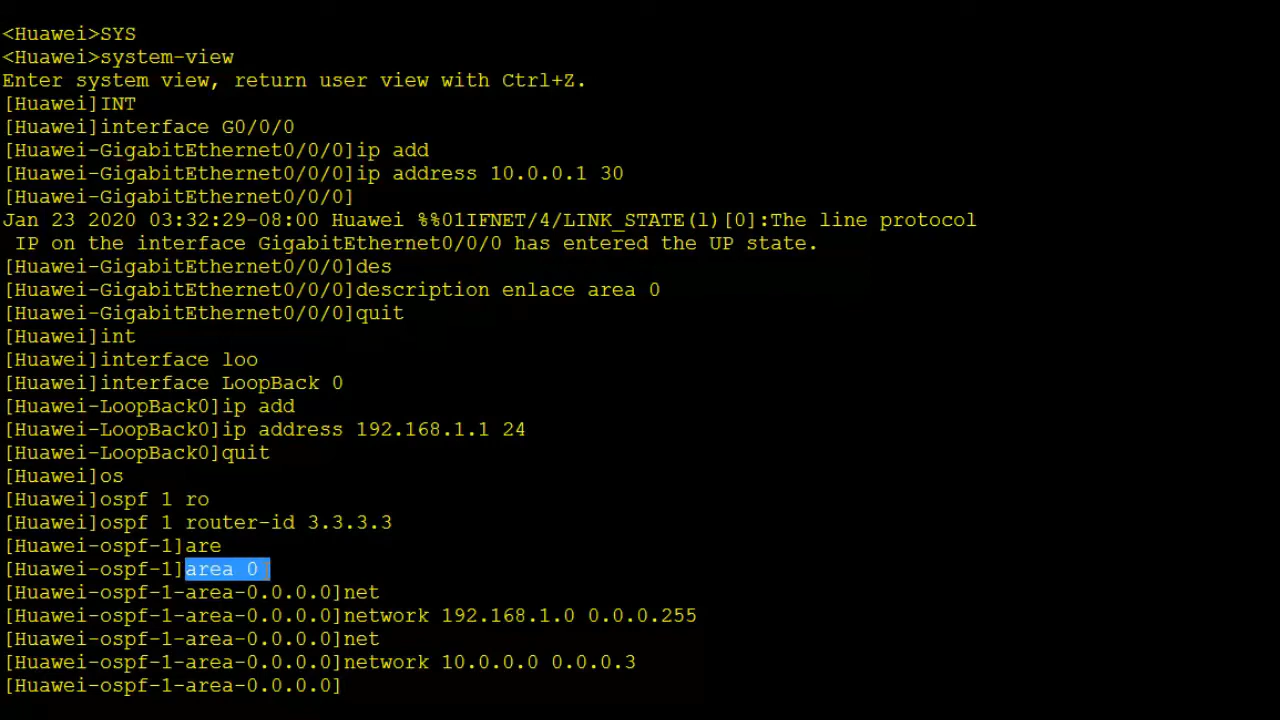 <Huawei>SYS
<Huawei>system-view
Enter system view, return user view with Ctrl+Z.
[Huawei]INT
[Huawei]interface G0/0/0
[Huawei-GigabitEthernet0/0/0]ip add
[Huawei-GigabitEthernet0/0/0]ip address 10.0.0.1 30
[Huawei-GigabitEthernet0/0/0]
Jan 23 2020 03:32:29-08:00 Huawei %%01IFNET/4/LINK_STATE(l)[0]:The line protocol
 IP on the interface GigabitEthernet0/0/0 has entered the UP state.
[Huawei-GigabitEthernet0/0/0]des
[Huawei-GigabitEthernet0/0/0]description enlace area 0
[Huawei-GigabitEthernet0/0/0]quit
[Huawei]int
[Huawei]interface loo
[Huawei]interface LoopBack 0
[Huawei-LoopBack0]ip add
[Huawei-LoopBack0]ip address 192.168.1.1 24
[Huawei-LoopBack0]quit
[Huawei]os
[Huawei]ospf 1 ro
[Huawei]ospf 1 router-id 3.3.3.3
[Huawei-ospf-1]are
[Huawei-ospf-1]area 0
[Huawei-ospf-1-area-0.0.0.0]net
[Huawei-ospf-1-area-0.0.0.0]network 192.168.1.0 0.0.0.255
[Huawei-ospf-1-area-0.0.0.0]net
[Huawei-ospf-1-area-0.0.0.0]network 10.0.0.0 0.0.0.3
[Huawei-ospf-1-area-0.0.0.0]